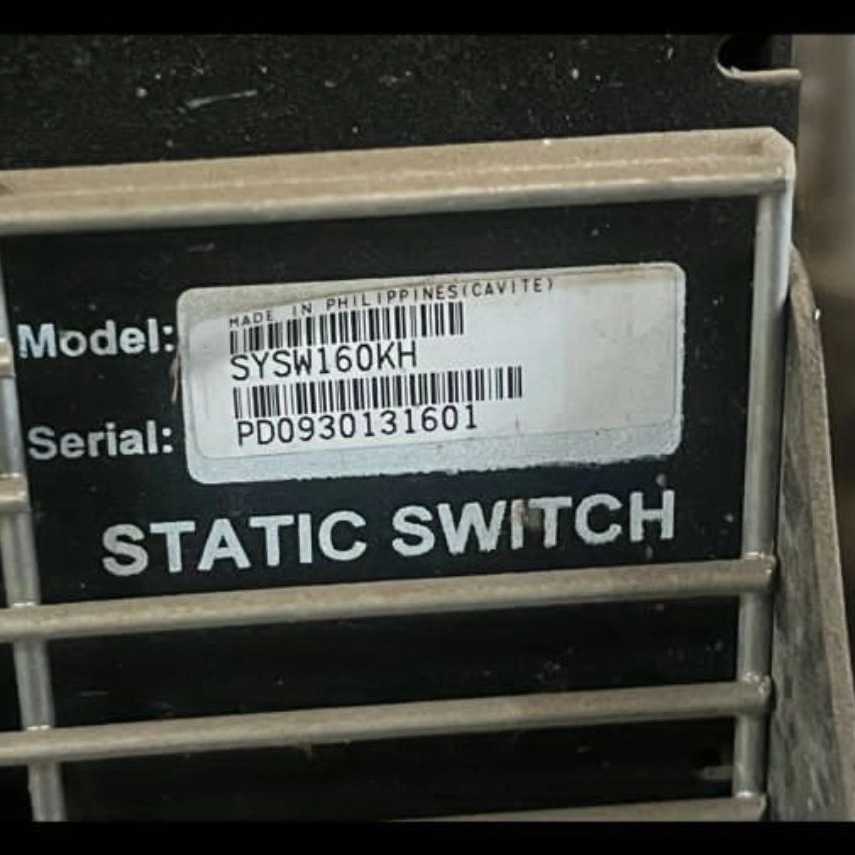 MADE IN PHILIPPINES(CAVITE)
Model: SYSW160KH
Serial: PD0930131601
STATIC SWITCH